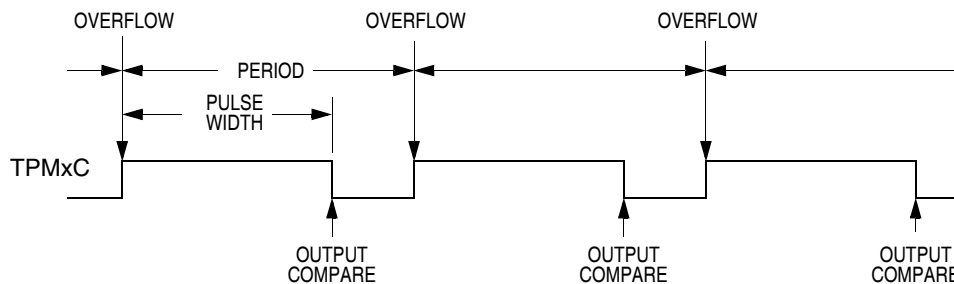 OVERFLOW
OVERFLOW
OVERFLOW
PERIOD
PULSE
WIDTH
TPMxC
OUTPUT
COMPARE
OUTPUT
COMPARE
OUTPUT
COMPARE